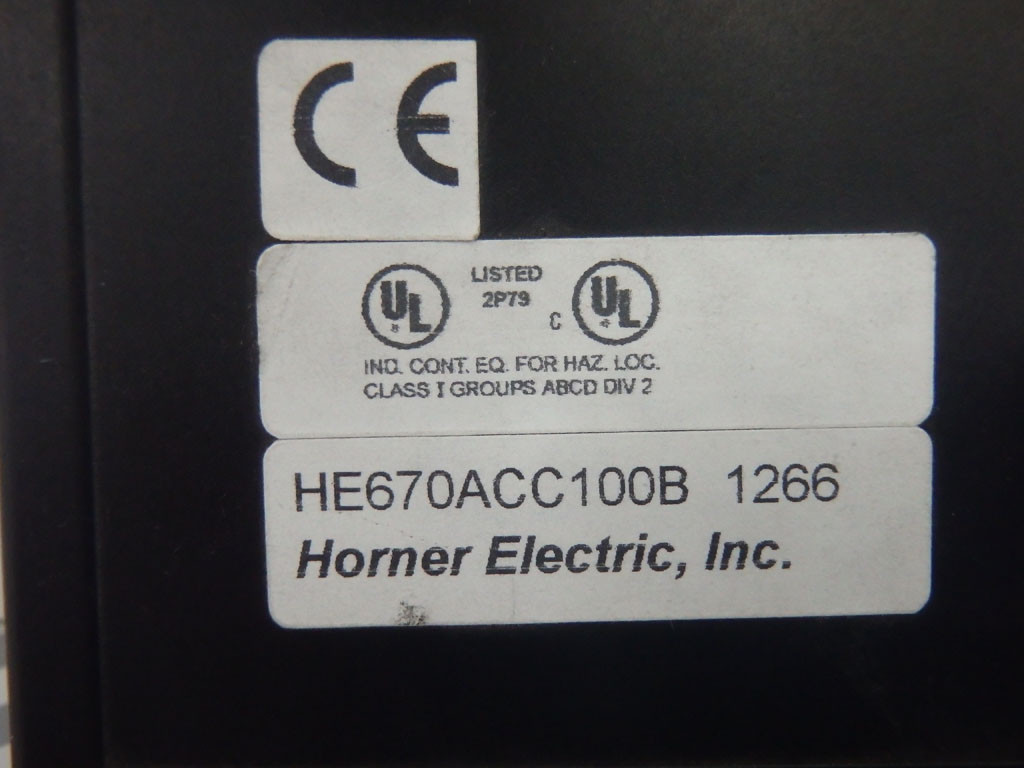 CE
UL LISTED C UL
2P79
IND. CONT. EQ. FOR HAZ. LOC.
CLASS I GROUPS ABCD DIV 2
HE670ACC100B 1266
Horner Electric, Inc.